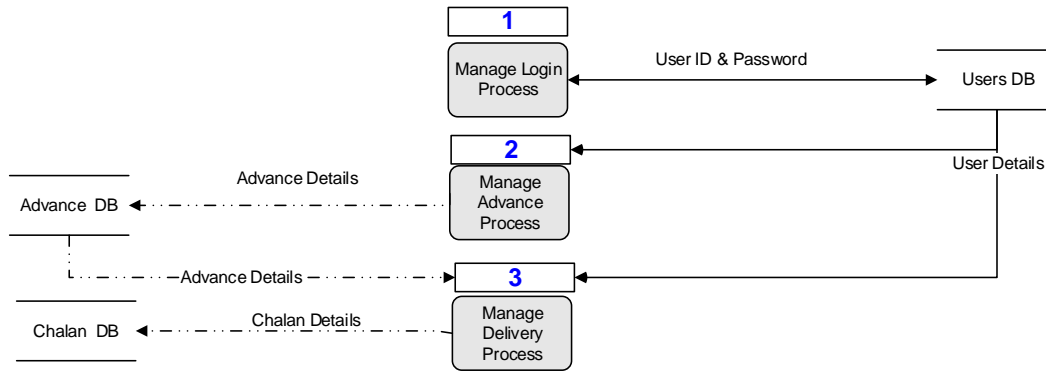 1
Manage Login
Process
User ID & Password
Users DB
2
User Details
Advance Details
Manage
Advance
Process
Advance DB
3
Advance Details
Chalan Details
Manage
Delivery
Process
Chalan DB